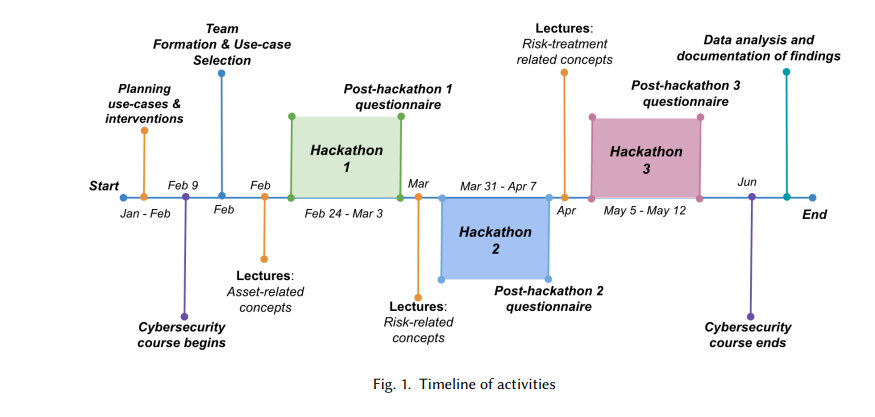 Team
Formation & Use-case
Selection
Planning
use-cases &
interventions
Start
Jan - Feb
Feb 9
Feb
Feb
Cybersecurity
course begins
Lectures:
Asset-related
concepts
Hackathon
1
Post-hackathon 1
questionnaire
Feb 24 - Mar 3
Mar
Lectures:
Risk-related
concepts
Mar 31 - Apr 7
Hackathon
2
Post-hackathon 2
questionnaire
Lectures:
Risk-treatment
related concepts
Apr
Hackathon
3
Post-hackathon 3
questionnaire
May 5 - May 12
Jun
Cybersecurity
course ends
Data analysis and
documentation of findings
End
Fig. 1. Timeline of activities